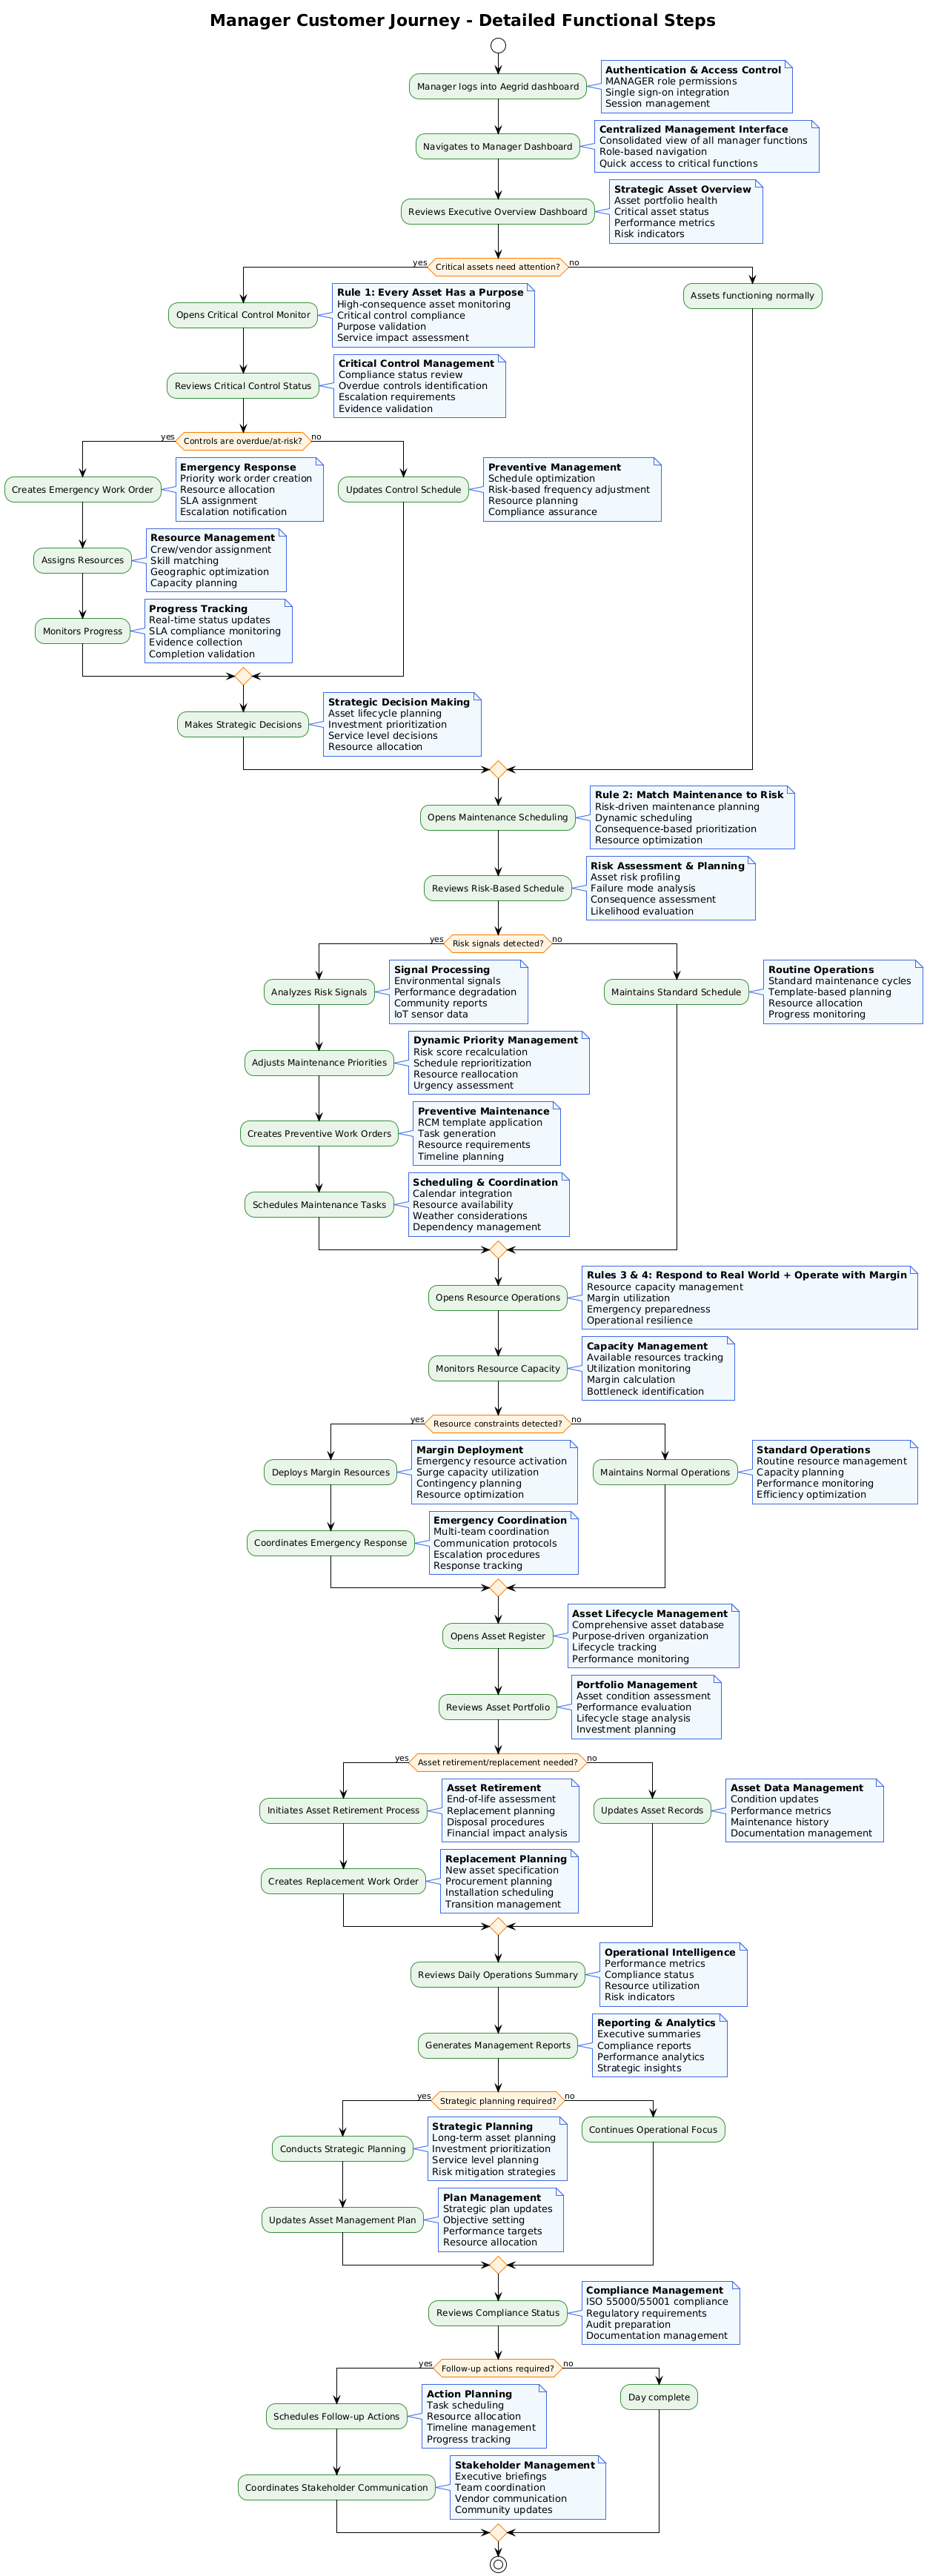 Manager Customer Journey - Detailed Functional Steps
Manager logs into Aegrid dashboard
Authentication & Access Control
MANAGER role permissions
Single sign-on integration
Session management
Navigates to Manager Dashboard
Centralized Management Interface
Consolidated view of all manager functions
Role-based navigation
Quick access to critical functions
Reviews Executive Overview Dashboard
Strategic Asset Overview
Asset portfolio health
Critical asset status
Performance metrics
Risk indicators
yes
Critical assets need attention?
no
Opens Critical Control Monitor
Rule 1: Every Asset Has a Purpose
High-consequence asset monitoring
Critical control compliance
Purpose validation
Service impact assessment
Assets functioning normally
Reviews Critical Control Status
Critical Control Management
Compliance status review
Overdue controls identification
Escalation requirements
Evidence validation
yes
Controls are overdue/at-risk?
no
Creates Emergency Work Order
Emergency Response
Priority work order creation
Resource allocation
SLA assignment
Escalation notification
Updates Control Schedule
Preventive Management
Schedule optimization
Risk-based frequency adjustment
Resource planning
Compliance assurance
Assigns Resources
Resource Management
Crew/vendor assignment
Skill matching
Geographic optimization
Capacity planning
Monitors Progress
Progress Tracking
Real-time status updates
SLA compliance monitoring
Evidence collection
Completion validation
Makes Strategic Decisions
Strategic Decision Making
Asset lifecycle planning
Investment prioritization
Service level decisions
Resource allocation
Opens Maintenance Scheduling
Rule 2: Match Maintenance to Risk
Risk-driven maintenance planning
Dynamic scheduling
Consequence-based prioritization
Resource optimization
Reviews Risk-Based Schedule
Risk Assessment & Planning
Asset risk profiling
Failure mode analysis
Consequence assessment
Likelihood evaluation
yes
Risk signals detected?
no
Analyzes Risk Signals
Signal Processing
Environmental signals
Performance degradation
Community reports
IoT sensor data
Maintains Standard Schedule
Routine Operations
Standard maintenance cycles
Template-based planning
Resource allocation
Progress monitoring
Adjusts Maintenance Priorities
Dynamic Priority Management
Risk score recalculation
Schedule reprioritization
Resource reallocation
Urgency assessment
Creates Preventive Work Orders
Preventive Maintenance
RCM template application
Task generation
Resource requirements
Timeline planning
Schedules Maintenance Tasks
Scheduling & Coordination
Calendar integration
Resource availability
Weather considerations
Dependency management
Opens Resource Operations
Rules 3 & 4: Respond to Real World + Operate with Margin
Resource capacity management
Margin utilization
Emergency preparedness
Operational resilience
Monitors Resource Capacity
Capacity Management
Available resources tracking
Utilization monitoring
Margin calculation
Bottleneck identification
yes
Resource constraints detected?
no
Deploys Margin Resources
Margin Deployment
Emergency resource activation
Surge capacity utilization
Contingency planning
Resource optimization
Maintains Normal Operations
Standard Operations
Routine resource management
Capacity planning
Performance monitoring
Efficiency optimization
Coordinates Emergency Response
Emergency Coordination
Multi-team coordination
Communication protocols
Escalation procedures
Response tracking
Opens Asset Register
Asset Lifecycle Management
Comprehensive asset database
Purpose-driven organization
Lifecycle tracking
Performance monitoring
Reviews Asset Portfolio
Portfolio Management
Asset condition assessment
Performance evaluation
Lifecycle stage analysis
Investment planning
yes
Asset retirement/replacement needed?
no
Initiates Asset Retirement Process
Asset Retirement
End-of-life assessment
Replacement planning
Disposal procedures
Financial impact analysis
Updates Asset Records
Asset Data Management
Condition updates
Performance metrics
Maintenance history
Documentation management
Creates Replacement Work Order
Replacement Planning
New asset specification
Procurement planning
Installation scheduling
Transition management
Reviews Daily Operations Summary
Operational Intelligence
Performance metrics
Compliance status
Resource utilization
Risk indicators
Generates Management Reports
Reporting & Analytics
Executive summaries
Compliance reports
Performance analytics
Strategic insights
yes
Strategic planning required?
no
Conducts Strategic Planning
Strategic Planning
Long-term asset planning
Investment prioritization
Service level planning
Risk mitigation strategies
Continues Operational Focus
Updates Asset Management Plan
Plan Management
Strategic plan updates
Objective setting
Performance targets
Resource allocation
Reviews Compliance Status
Compliance Management
ISO 55000/55001 compliance
Regulatory requirements
Audit preparation
Documentation management
yes
Follow-up actions required?
no
Schedules Follow-up Actions
Action Planning
Task scheduling
Resource allocation
Timeline management
Progress tracking
Day complete
Coordinates Stakeholder Communication
Stakeholder Management
Executive briefings
Team coordination
Vendor communication
Community updates